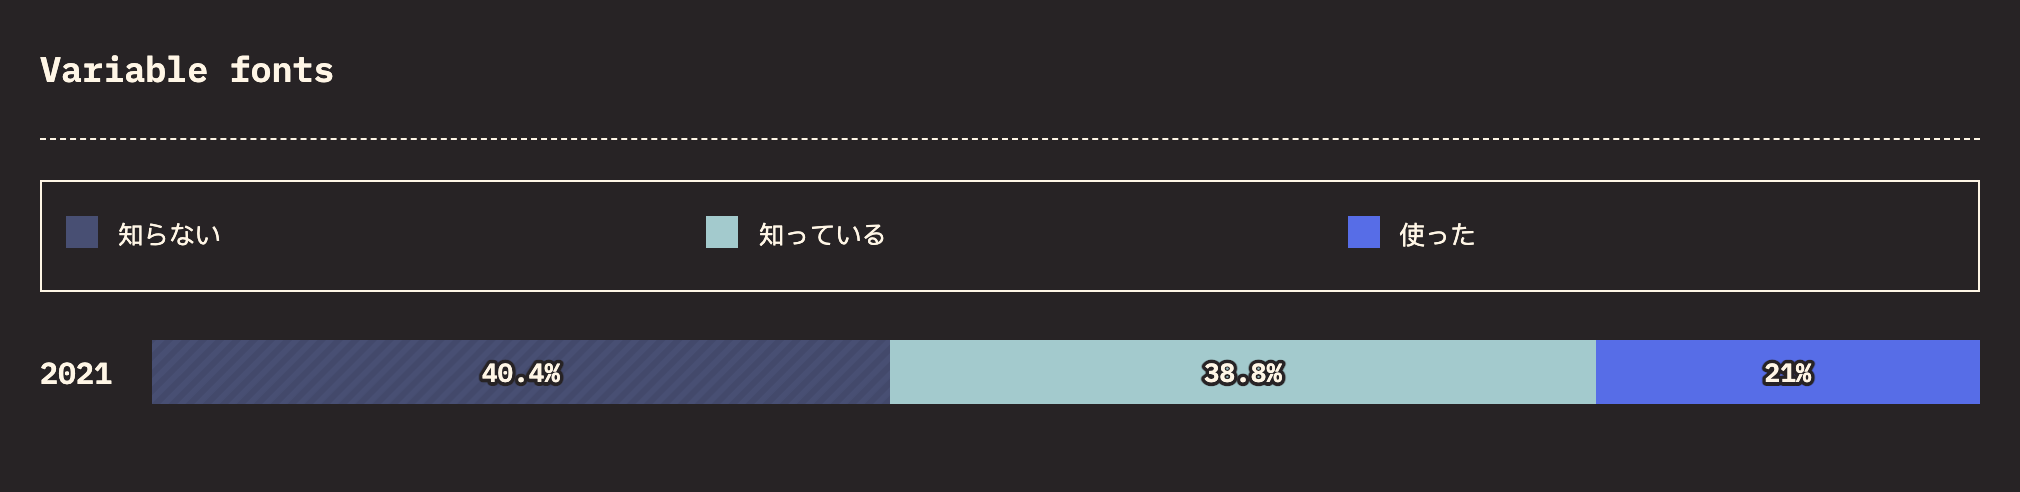 Variable fonts
知らない 知っている 使った
2021 40.4% 38.8% 21%